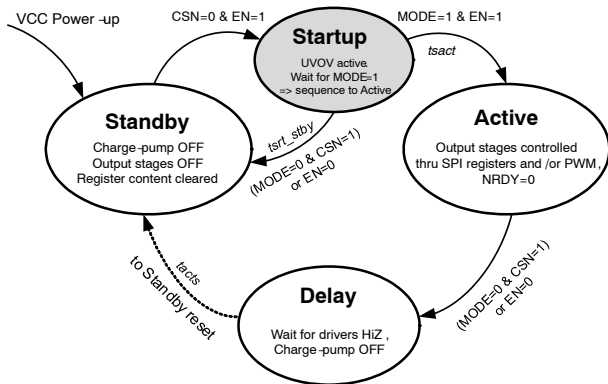 VCC Power -up
CSN=0 & EN=1
MODE=1 & EN=1
Startup
UVOV active.
Wait for MODE=1
=> sequence to Active
tsact
Standby
Charge -pump OFF
Output stages OFF
Register content cleared
tsrt_stby
(MODE=0 & CSN=1)
or EN=0
Active
Output stages controlled
thru SPI registers and /or PWM ,
NRDY=0
tacts
to Standby reset
Delay
Wait for drivers HiZ ,
Charge -pump OFF
(MODE=0 & CSN=1)
or EN=0